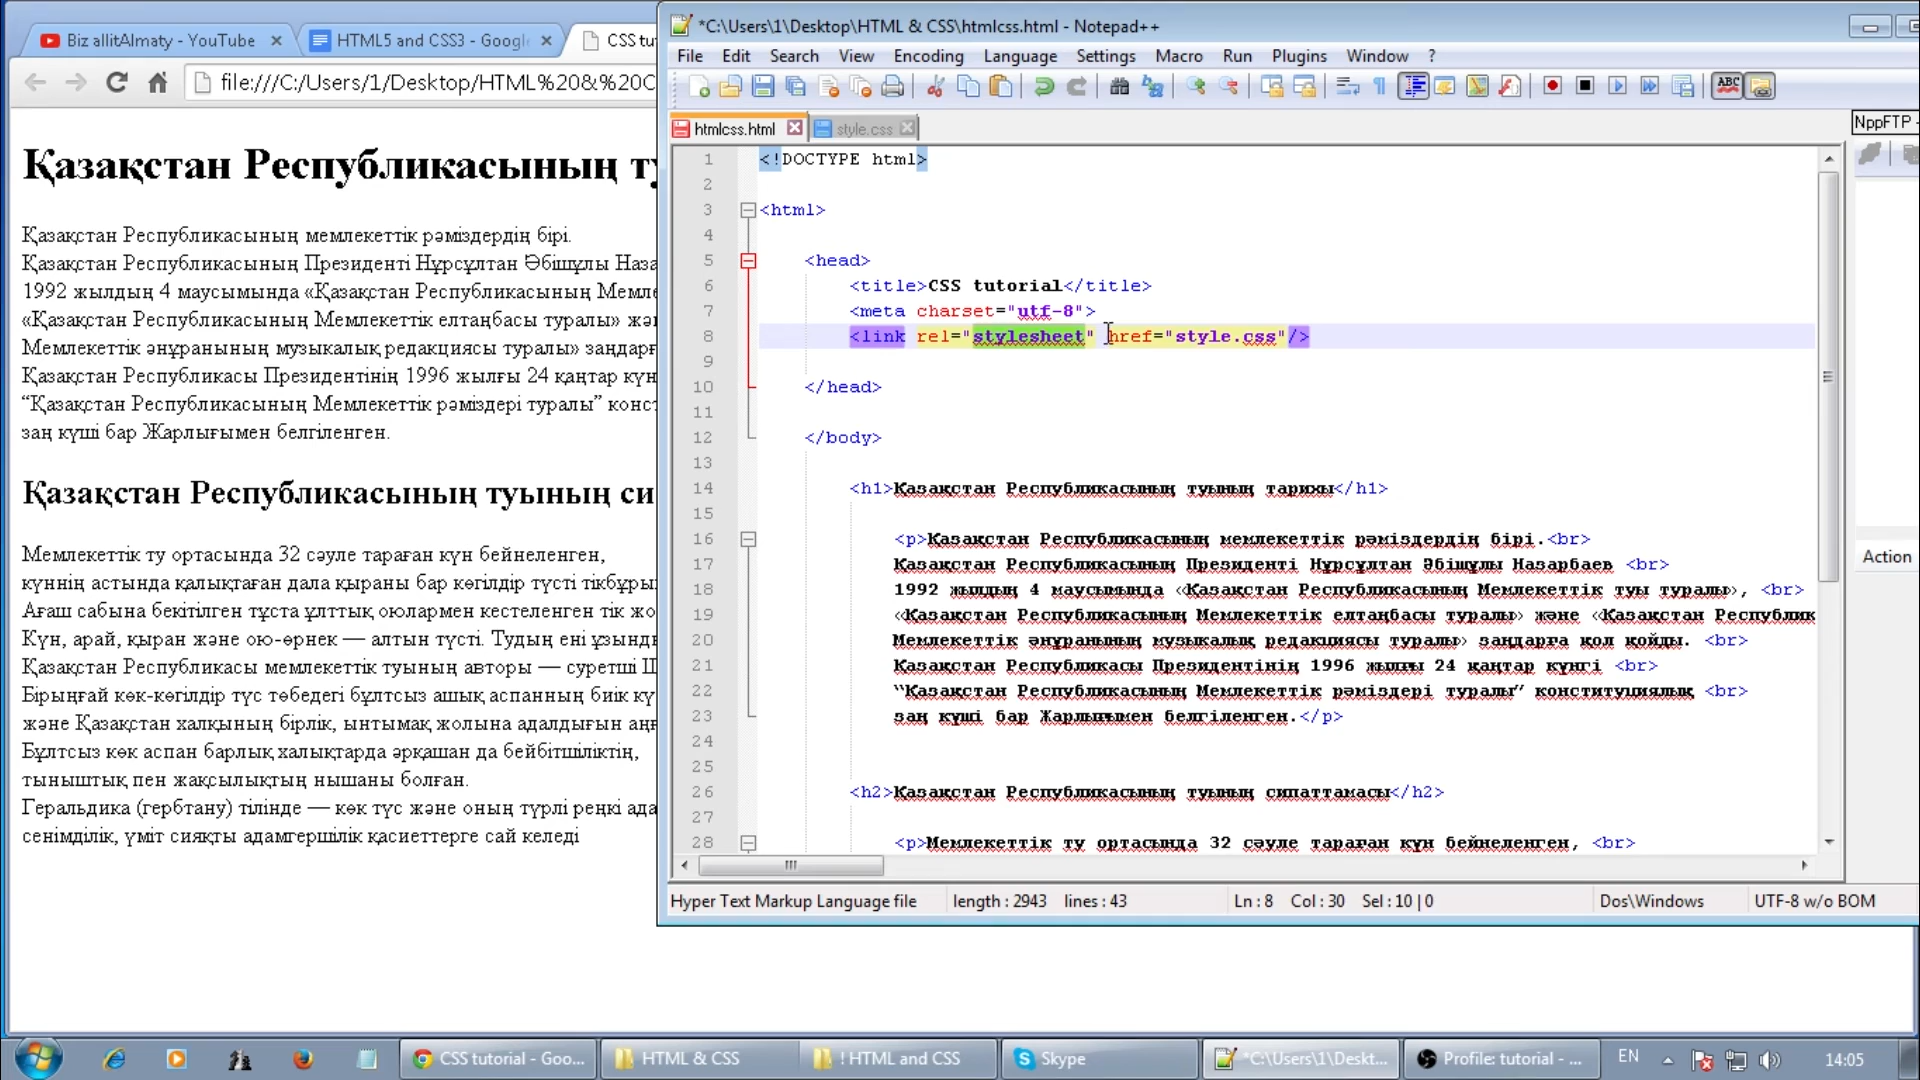 Biz allitAlmaty - YouTube
HTML5 and CSS3 - Googl
CSS tu
file:///C:/Users/1/Desktop/HTML%20&%20C
Қазақстан Республикасының ту
Қазақстан Республикасының мемлекеттік рәміздердің бірі.
Қазақстан Республикасының Президенті Нұрсұлтан Әбішұлы Наза
1992 жылдың 4 маусымында «Қазақстан Республикасының Мемле
«Қазақстан Республикасының Мемлекеттік елтаңбасы туралы» жән
Мемлекеттік әнұранының музыкалық редакциясы туралы» заңдарғ
Қазақстан Республикасы Президентінің 1996 жылғы 24 қаңтар күн
“Қазақстан Республикасының Мемлекеттік рәміздері туралы” конст
заң күші бар Жарлығымен белгіленген.
Қазақстан Республикасының туының си
Мемлекеттік ту ортасында 32 сәуле тараған күн бейнеленген,
күннің астында қалықтаған дала қыраны бар көгілдір түсті тікбұры
Ағаш сабына бекітілген тұста ұлттық оюлармен кестеленген тік жо
Күн, арай, қыран және ою-өрнек — алтын түсті. Тудың ені ұзынды
Қазақстан Республикасы мемлекеттік туының авторы — суретші Ш
Бірыңғай көк-көгілдір түс төбедегі бұлтсыз ашық аспанның биік кү
және Қазақстан халқының бірлік, ынтымақ жолына адалдығын аңғ
Бұлтсыз көк аспан барлық халықтарда әрқашан да бейбітшіліктің,
тыныштық пен жақсылықтың нышаны болған.
Геральдика (гербтану) тілінде — көк түс және оның түрлі реңкі ада
сенімділік, үміт сияқты адамгершілік қасиеттерге сай келеді
*C:\Users\1\Desktop\HTML & CSS\htmlcss.html - Notepad++
File Edit Search View Encoding Language Settings Macro Run Plugins Window ?
ABC
htmlcss.html style.css
NppFTP -
1 <!DOCTYPE html>
2
3 <html>
4
5 <head>
6 <title>CSS tutorial</title>
7 <meta charset="utf-8">
8 <link rel="stylesheet" href="style.css"/>
9
10 </head>
11
12 </body>
13
14 <h1>Қазақстан Республикасының туының тарихы</h1>
15
16 <p>Қазақстан Республикасының мемлекеттік рәміздердің бірі.<br>
17 Қазақстан Республикасының Президенті Нұрсұлтан Әбішұлы Назарбаев <br>
18 1992 жылдың 4 маусымында «Қазақстан Республикасының Мемлекеттік туы туралы», <br>
19 «Қазақстан Республикасының Мемлекеттік елтаңбасы туралы» және «Қазақстан Республик
20 Мемлекеттік әнұранының музыкалық редакциясы туралы» заңдарға қол қойды. <br>
21 Қазақстан Республикасы Президентінің 1996 жылғы 24 қаңтар күнгі <br>
22 “Қазақстан Республикасының Мемлекеттік рәміздері туралы” конституциялық <br>
23 заң күші бар Жарлығымен белгіленген.</p>
24
25
26 <h2>Қазақстан Республикасының туының сипаттамасы</h2>
27
28 <p>Мемлекеттік ту ортасында 32 сәуле тараған күн бейнеленген, <br>
Action
Hyper Text Markup Language file length : 2943 lines : 43 Ln : 8 Col : 30 Sel : 10 | 0 Dos\Windows UTF-8 w/o BOM
CSS tutorial - Goo...
HTML & CSS
! HTML and CSS
Skype
*C:\Users\1\Deskt...
Profile: tutorial - ...
EN
14:05